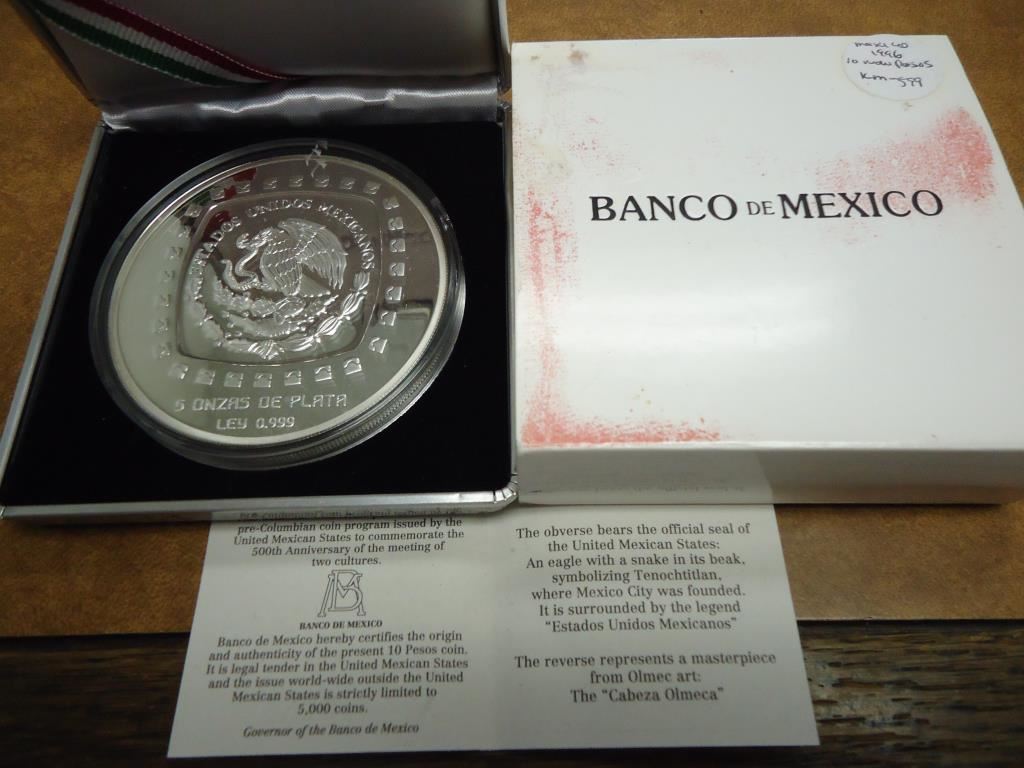 ESTADOS UNIDOS MEXICANOS
5 ONZAS DE PLATA
LEY 0.999
mexico
1996
10 new pesos
Km-599
BANCO DE MEXICO
pre-Columbian coin program issued by the
United Mexican States to commemorate the
500th Anniversary of the meeting of
two cultures.
BANCO DE MEXICO
Banco de Mexico hereby certifies the origin
and authenticity of the present 10 Pesos coin.
It is legal tender in the United Mexican States
and the issue world-wide outside the United
Mexican States is strictly limited to
5,000 coins.
Governor of the Banco de Mexico
The obverse bears the official seal of
the United Mexican States:
An eagle with a snake in its beak,
symbolizing Tenochtitlan,
where Mexico City was founded.
It is surrounded by the legend
"Estados Unidos Mexicanos"
The reverse represents a masterpiece
from Olmec art:
The "Cabeza Olmeca"